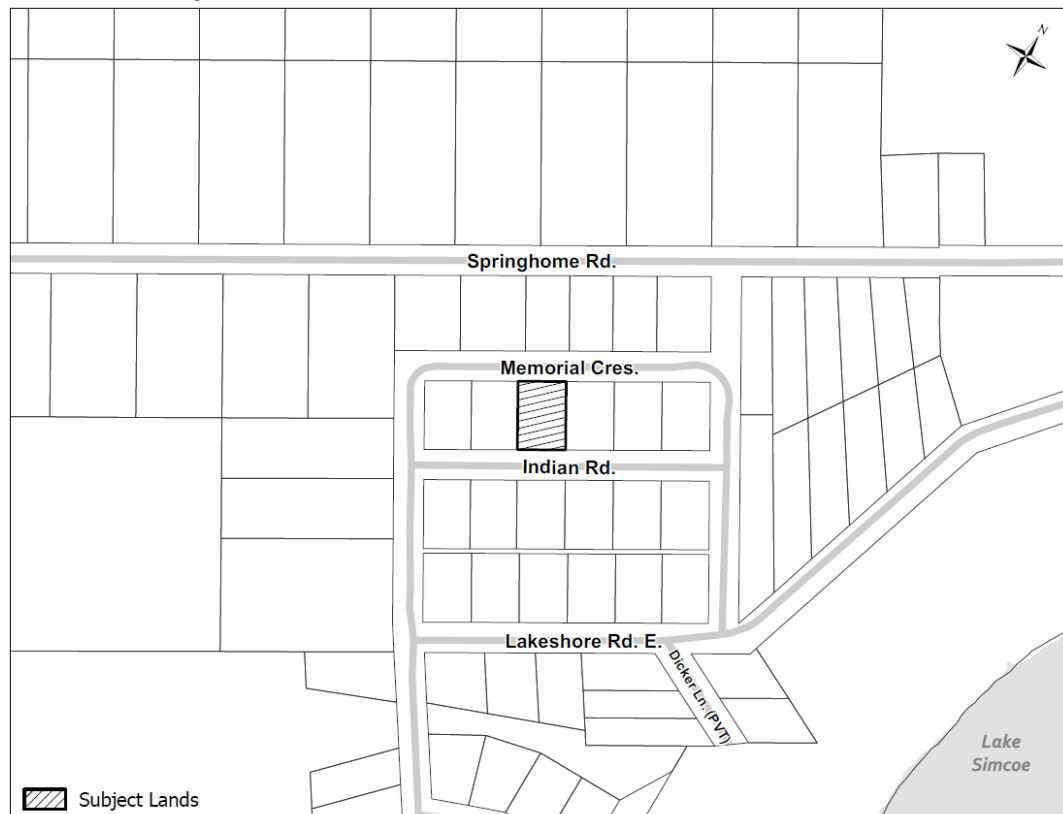 N
Springhome Rd.
Memorial Cres.
Indian Rd.
Lakeshore Rd. E.
Dicker Ln. (PVT)
Lake
Simcoe
Subject Lands